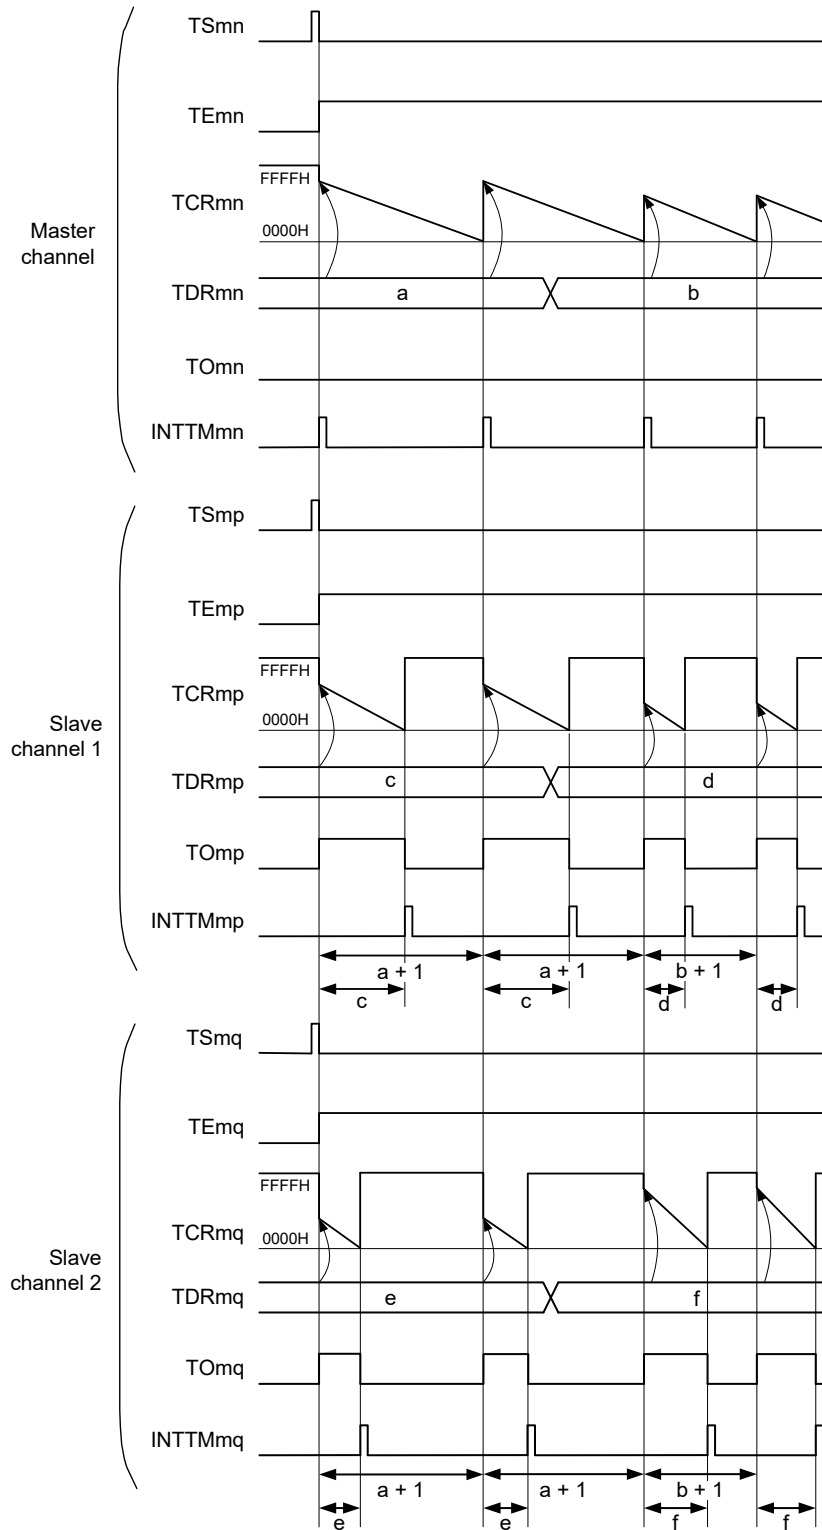 TSmn
TEmn
FFFFH
TCRmn
0000H
Master
channel
TDRmn
a
b
TOmn
INTTMmn
TSmp
TEmp
FFFFH
TCRmp
0000H
Slave
channel 1
TDRmp
c
d
TOmp
INTTMmp
a + 1
a + 1
b + 1
c
c
d
d
TSmq
TEmq
FFFFH
TCRmq
0000H
Slave
channel 2
TDRmq
e
f
TOmq
INTTMmq
a + 1
a + 1
b + 1
e
e
f
f